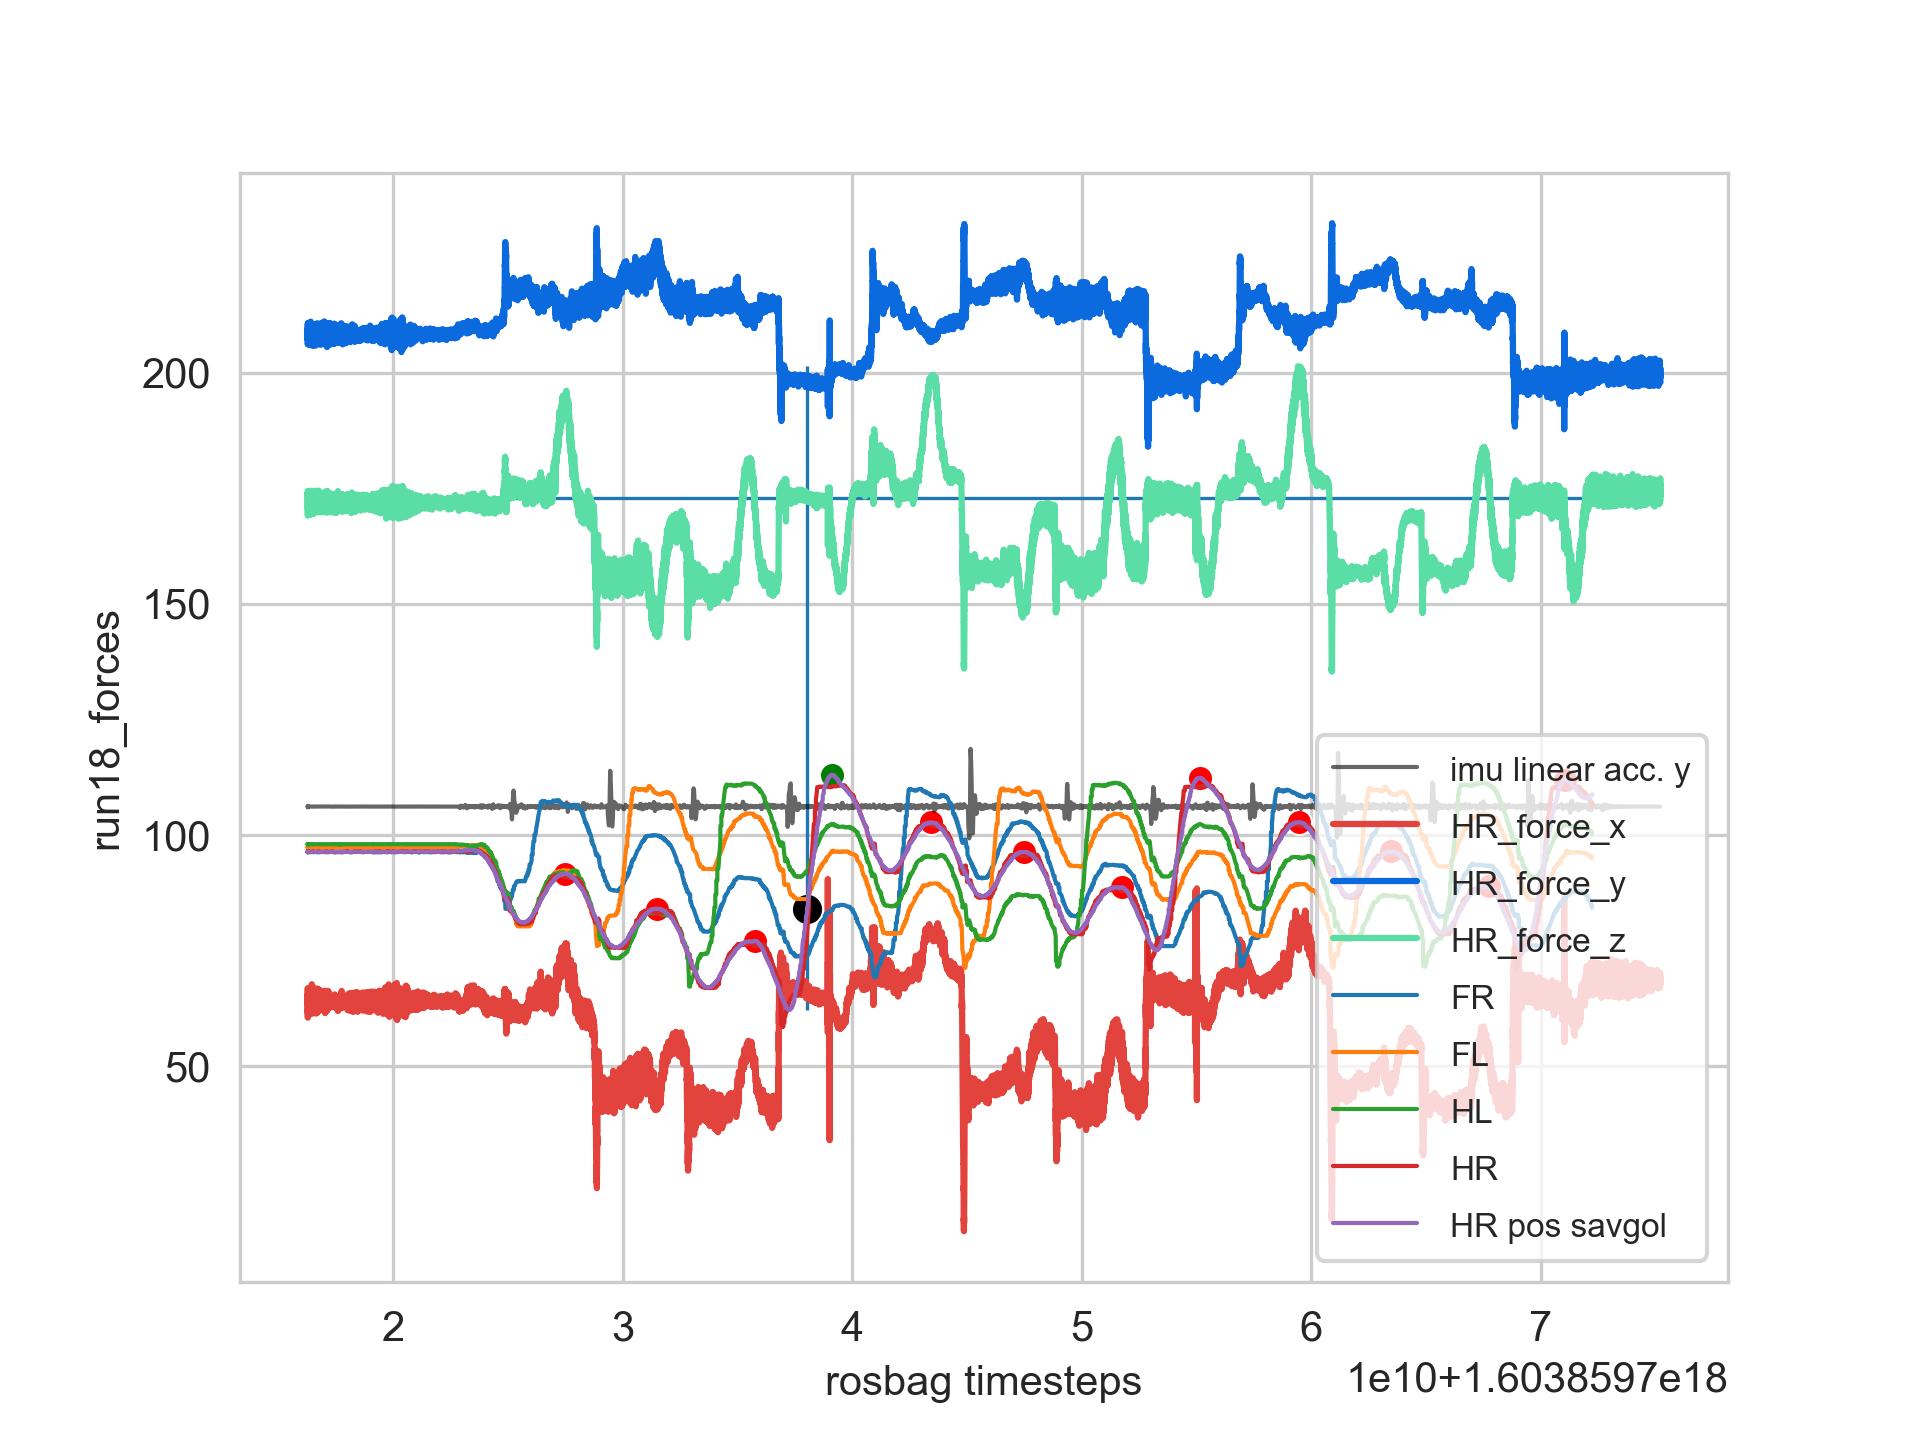 run18_forces
200
150
100
50
imu linear acc. y
HR_force_x
HR_force_y
HR_force_z
FR
FL
HL
HR
HR pos savgol
2 3 4 5 6 7
rosbag timesteps
1e10+1.6038597e18